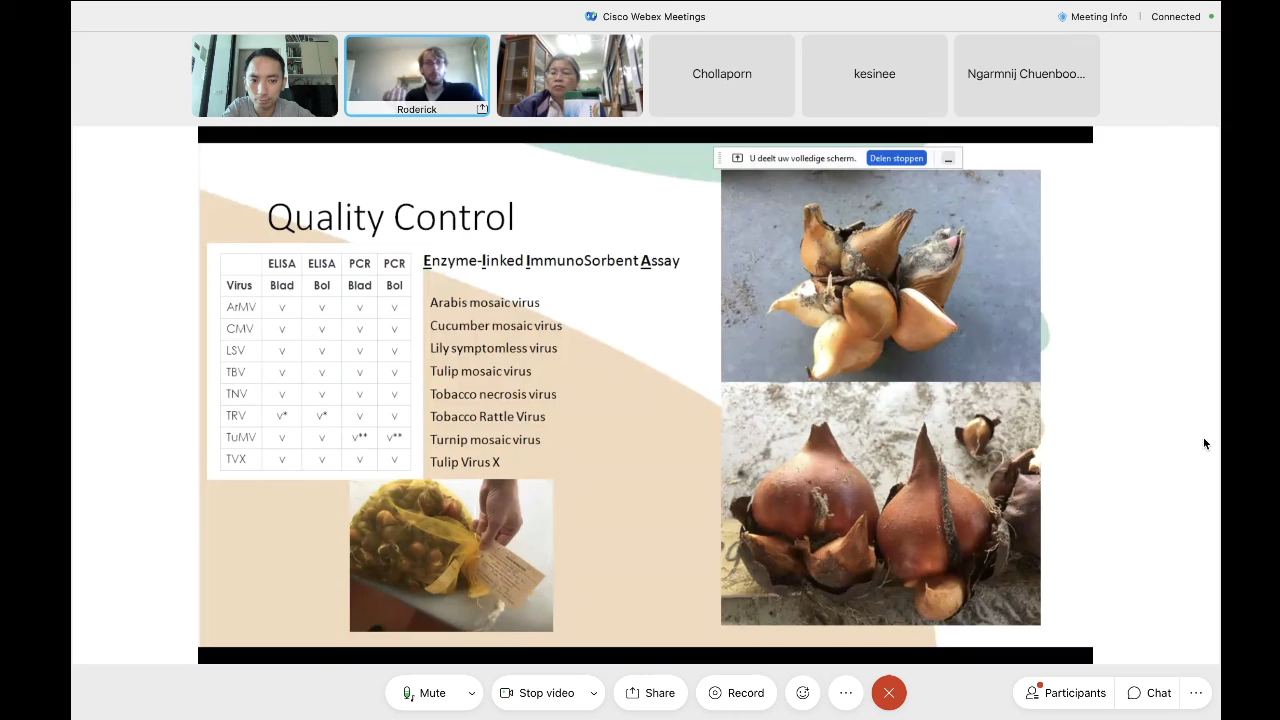 Cisco Webex Meetings
Meeting Info
Connected
Roderick
Chollaporn
kesinee
Ngarmnij Chuenboo...
U deelt uw volledige scherm.
Delen stoppen
Quality Control
Enzyme-linked ImmunoSorbent Assay
ELISA ELISA PCR PCR
Virus Blad Bol Blad Bol
ArMV v v v v
CMV v v v v
LSV v v v v
TBV v v v v
TNV v v v v
TRV v* v* v v
TuMV v v v** v**
TVX v v v v
Arabis mosaic virus
Cucumber mosaic virus
Lily symptomless virus
Tulip mosaic virus
Tobacco necrosis virus
Tobacco Rattle Virus
Turnip mosaic virus
Tulip Virus X
Mute
Stop video
Share
Record
Participants
Chat